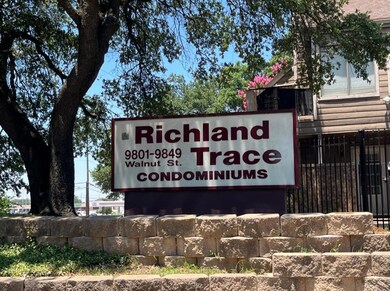 Richland
9801-9849
Walnut St.
Trace
CONDOMINIUMS